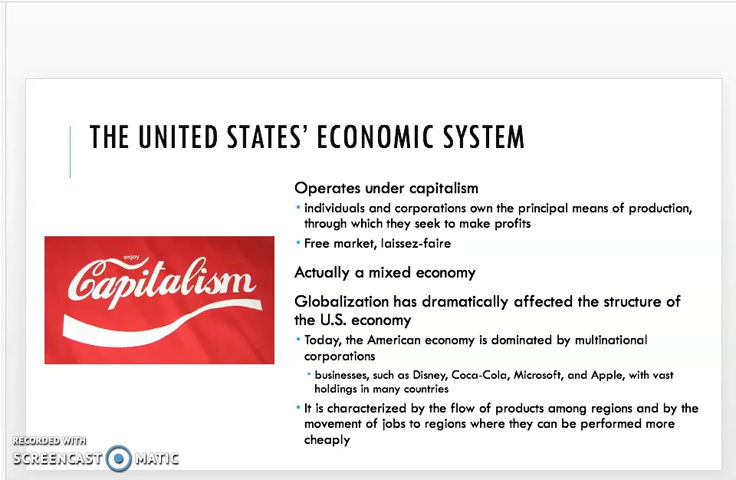 THE UNITED STATES' ECONOMIC SYSTEM
Operates under capitalism
individuals and corporations own the principal means of production,
through which they seek to make profits
Free market, laissez-faire
enjoy
Capitalism
Actually a mixed economy
Globalization has dramatically affected the structure of
the U.S. economy
Today, the American economy is dominated by multinational
corporations
businesses, such as Disney, Coca-Cola, Microsoft, and Apple, with vast
holdings in many countries
It is characterized by the flow of products among regions and by the
movement of jobs to regions where they can be performed more
cheaply
RECORDED WITH
SCREENCAST MATIC